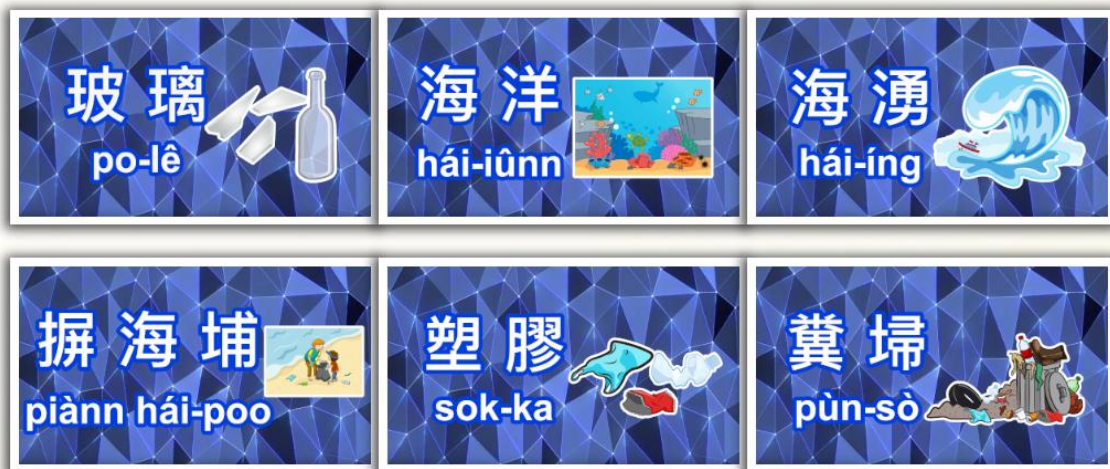 玻璃
po-lê
海洋
hái-iûnn
海湧
hái-íng
摒海埔
piànn hái-poo
塑膠
sok-ka
糞埽
pùn-sò